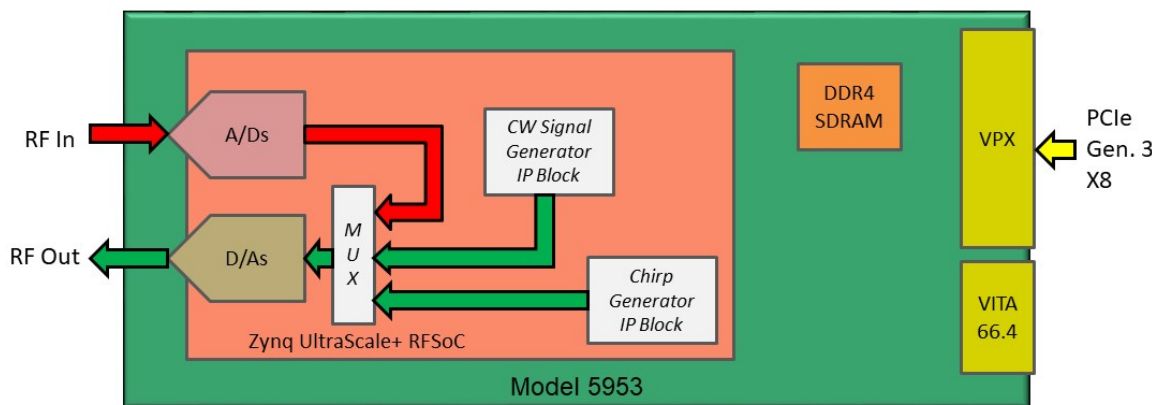 RF In
A/Ds
CW Signal
Generator
IP Block
DDR4
SDRAM
VPX
PCIe
Gen. 3
X8
RF Out
D/As
M
U
X
Chirp
Generator
IP Block
VITA
66.4
Zynq UltraScale+ RFSoC
Model 5953